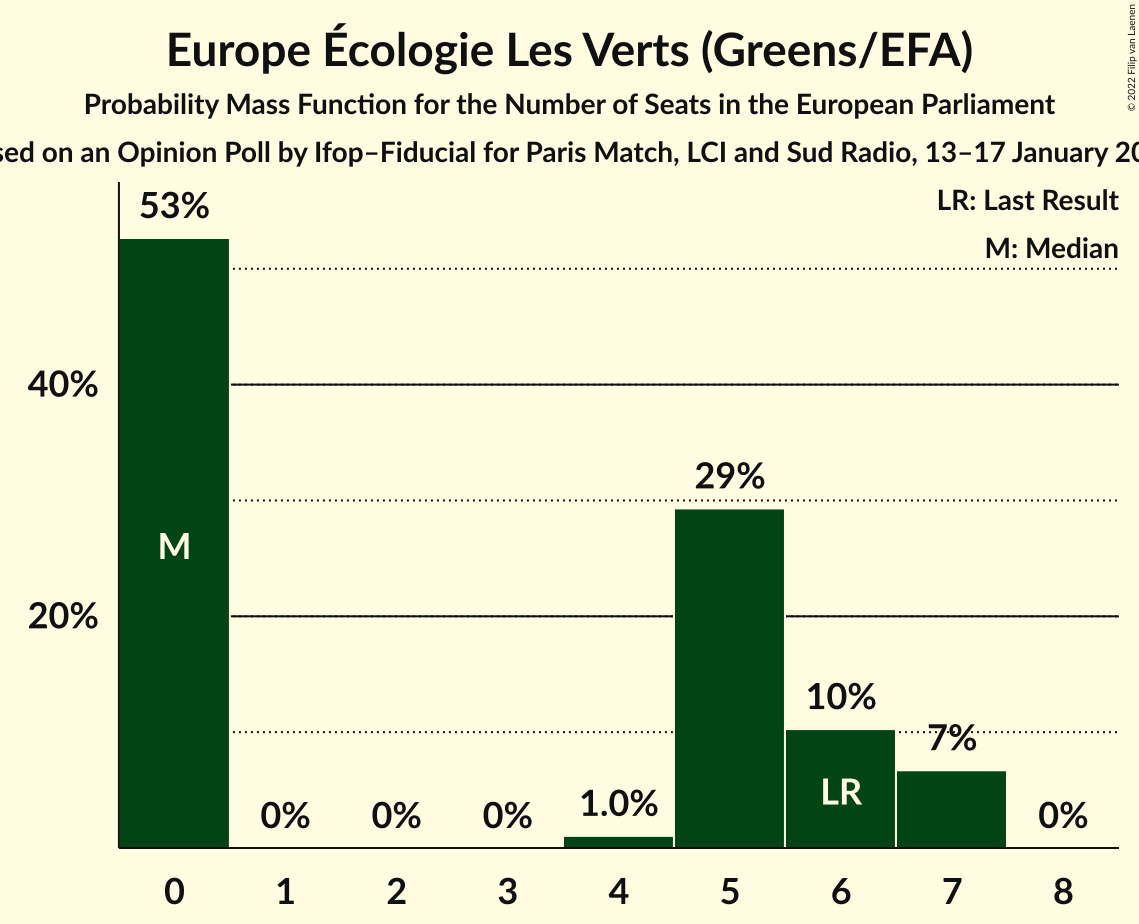 Europe Écologie Les Verts (Greens/EFA)
Probability Mass Function for the Number of Seats in the European Parliament
on an Opinion Poll by Ifop–Fiducial for Paris Match, LCI and Sud Radio, 13–17 January
© 2022 Filip van Laenen
LR: Last Result
M: Median
53%
40%
29%
20%
10%
7%
1.0%
0%
0%
0%
0%
M
LR
0 1 2 3 4 5 6 7 8